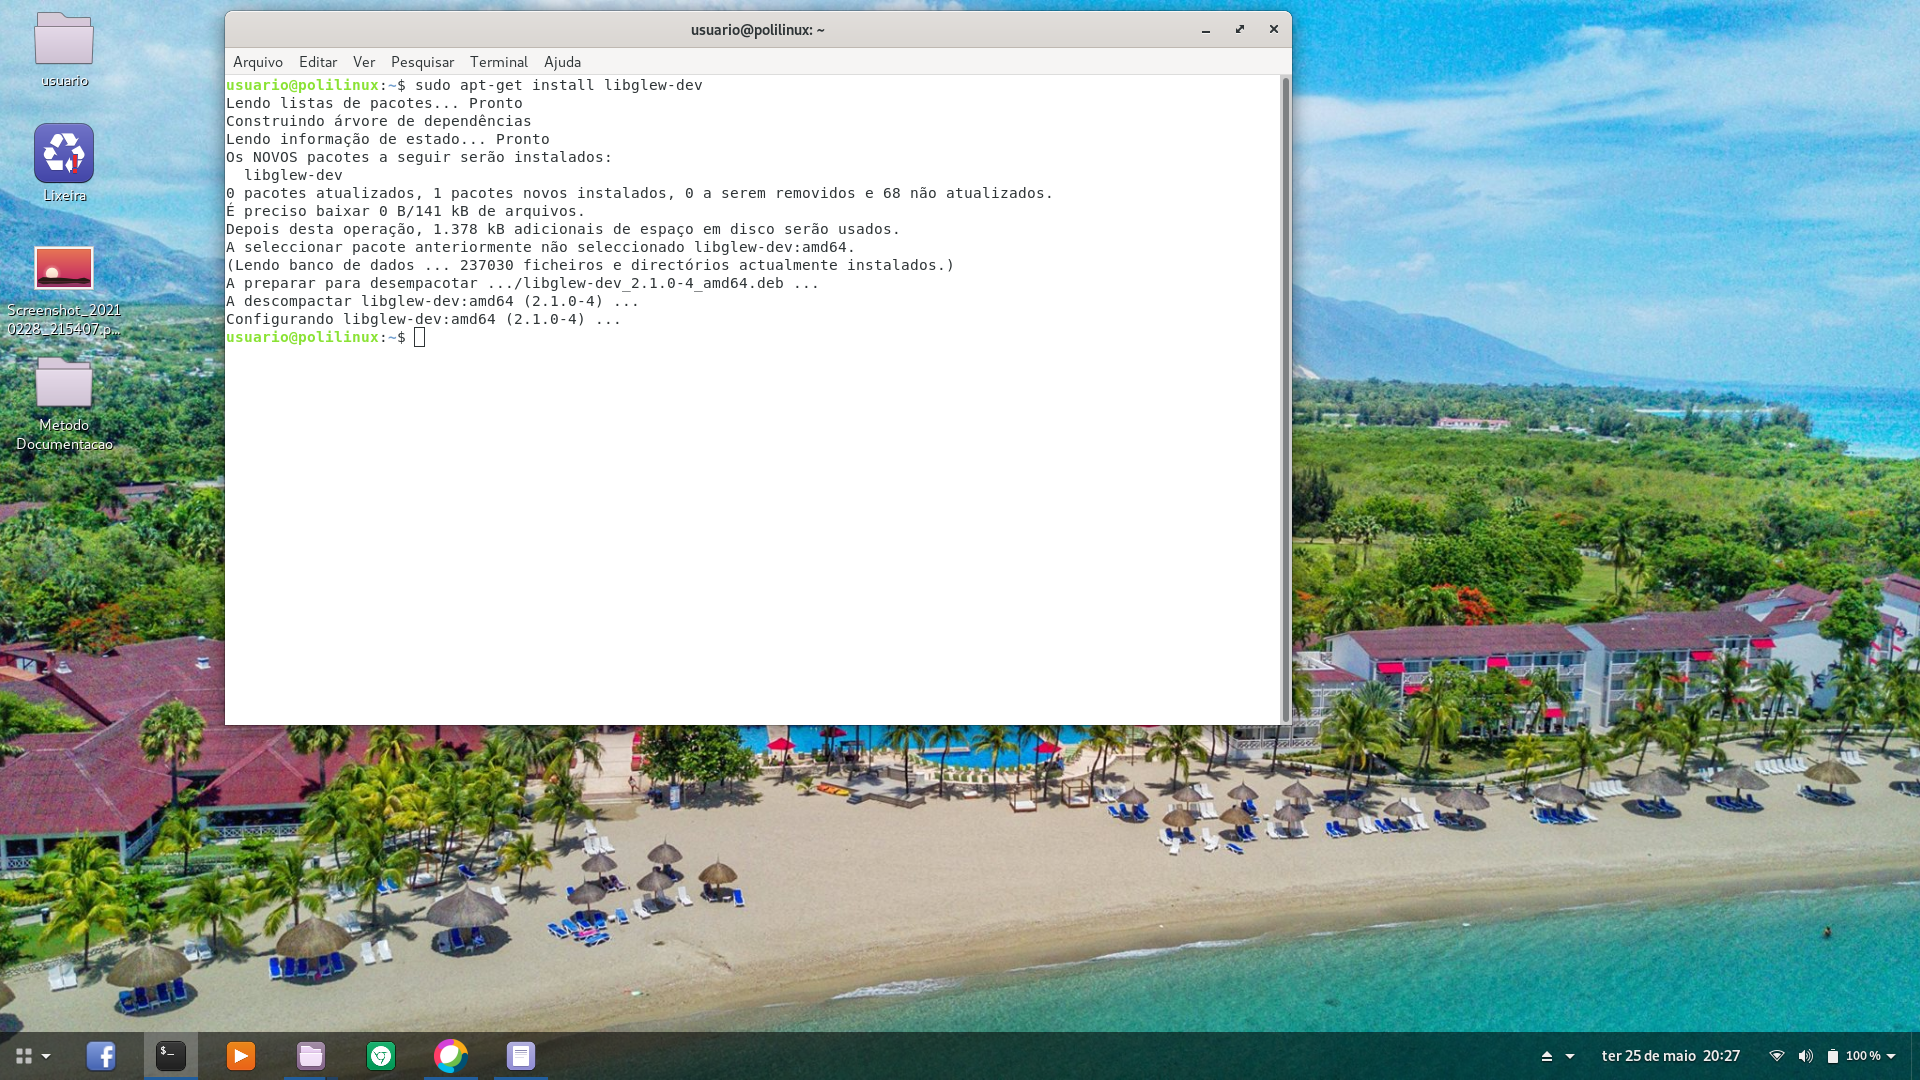 usuario@polilinux: ~
Arquivo Editar Ver Pesquisar Terminal Ajuda
usuario@polilinux:~$ sudo apt-get install libglew-dev
Lendo listas de pacotes... Pronto
Construindo árvore de dependências
Lendo informação de estado... Pronto
Os NOVOS pacotes a seguir serão instalados:
  libglew-dev
0 pacotes atualizados, 1 pacotes novos instalados, 0 a serem removidos e 68 não atualizados.
É preciso baixar 0 B/141 kB de arquivos.
Depois desta operação, 1.378 kB adicionais de espaço em disco serão usados.
A seleccionar pacote anteriormente não seleccionado libglew-dev:amd64.
(Lendo banco de dados ... 237030 ficheiros e directórios actualmente instalados.)
A preparar para desempacotar .../libglew-dev_2.1.0-4_amd64.deb ...
A descompactar libglew-dev:amd64 (2.1.0-4) ...
Configurando libglew-dev:amd64 (2.1.0-4) ...
usuario@polilinux:~$
usuario
Lixeira
Screenshot_2021
0228_215407.p...
Metodo
Documentacao
ter 25 de maio 20:27
100 %